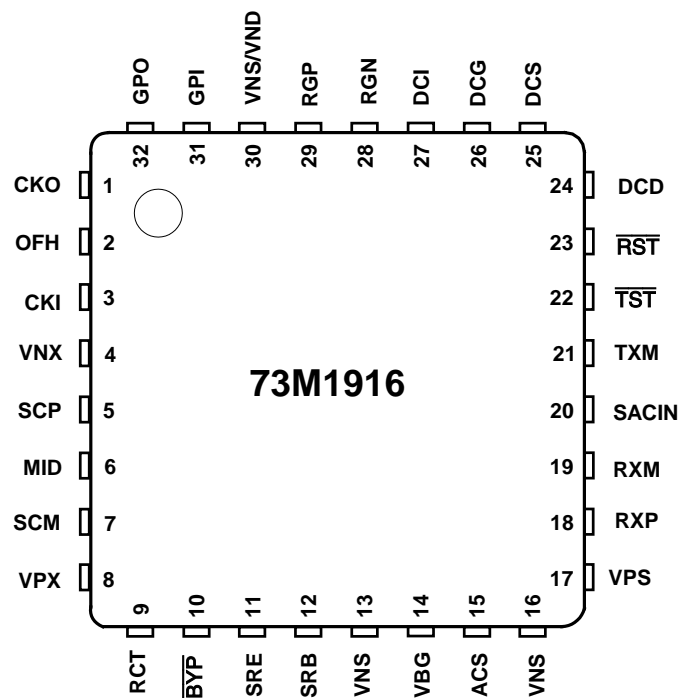 GPO GPI VNS/VND RGP RGN DCI DCG DCS
32 31 30 29 28 27 26 25
CKO 1 24 DCD
OFH 2 23 R̅S̅T̅
CKI 3 22 T̅S̅T̅
VNX 4 21 TXM
73M1916
SCP 5 20 SACIN
MID 6 19 RXM
SCM 7 18 RXP
VPX 8 17 VPS
9 10 11 12 13 14 15 16
RCT B̅Y̅P̅ SRE SRB VNS VBG ACS VNS